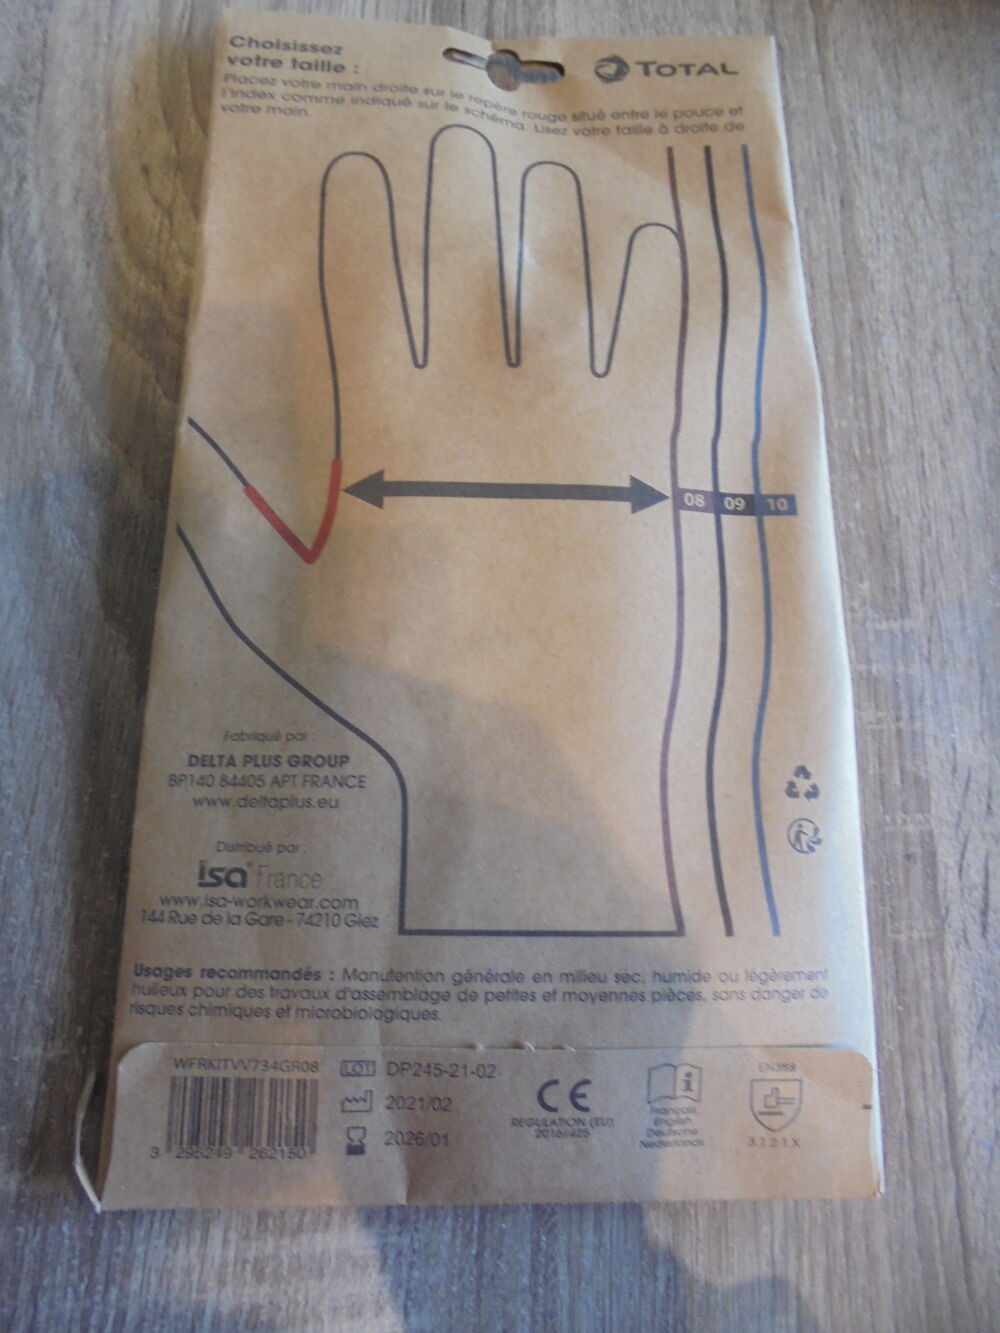 Choisissez
votre taille :
TOTAL
Placez votre main droite sur le repère rouge situé entre le pouce et
l'index comme indiqué sur le schéma. Lisez votre taille à droite de
votre main.
08 09 10
Fabriqué par :
DELTA PLUS GROUP
BP140 84405 APT FRANCE
www.deltaplus.eu
Distribué par :
isa France
www.isa-workwear.com
144 Rue de la Gare - 74210 Giez
Usages recommandés : Manutention générale en milieu sec, humide ou légèrement
huileux pour des travaux d'assemblage de petites et moyennes pièces, sans danger de
risques chimiques et microbiologiques.
WFRKITVV734GR08
3 295249 262150
LOT DP245-21-02
2021/02
2026/01
CE
REGULATION (EU)
2016/425
i
Français
English
Deutsche
Nederlands
EN388
3.1.2.1.X